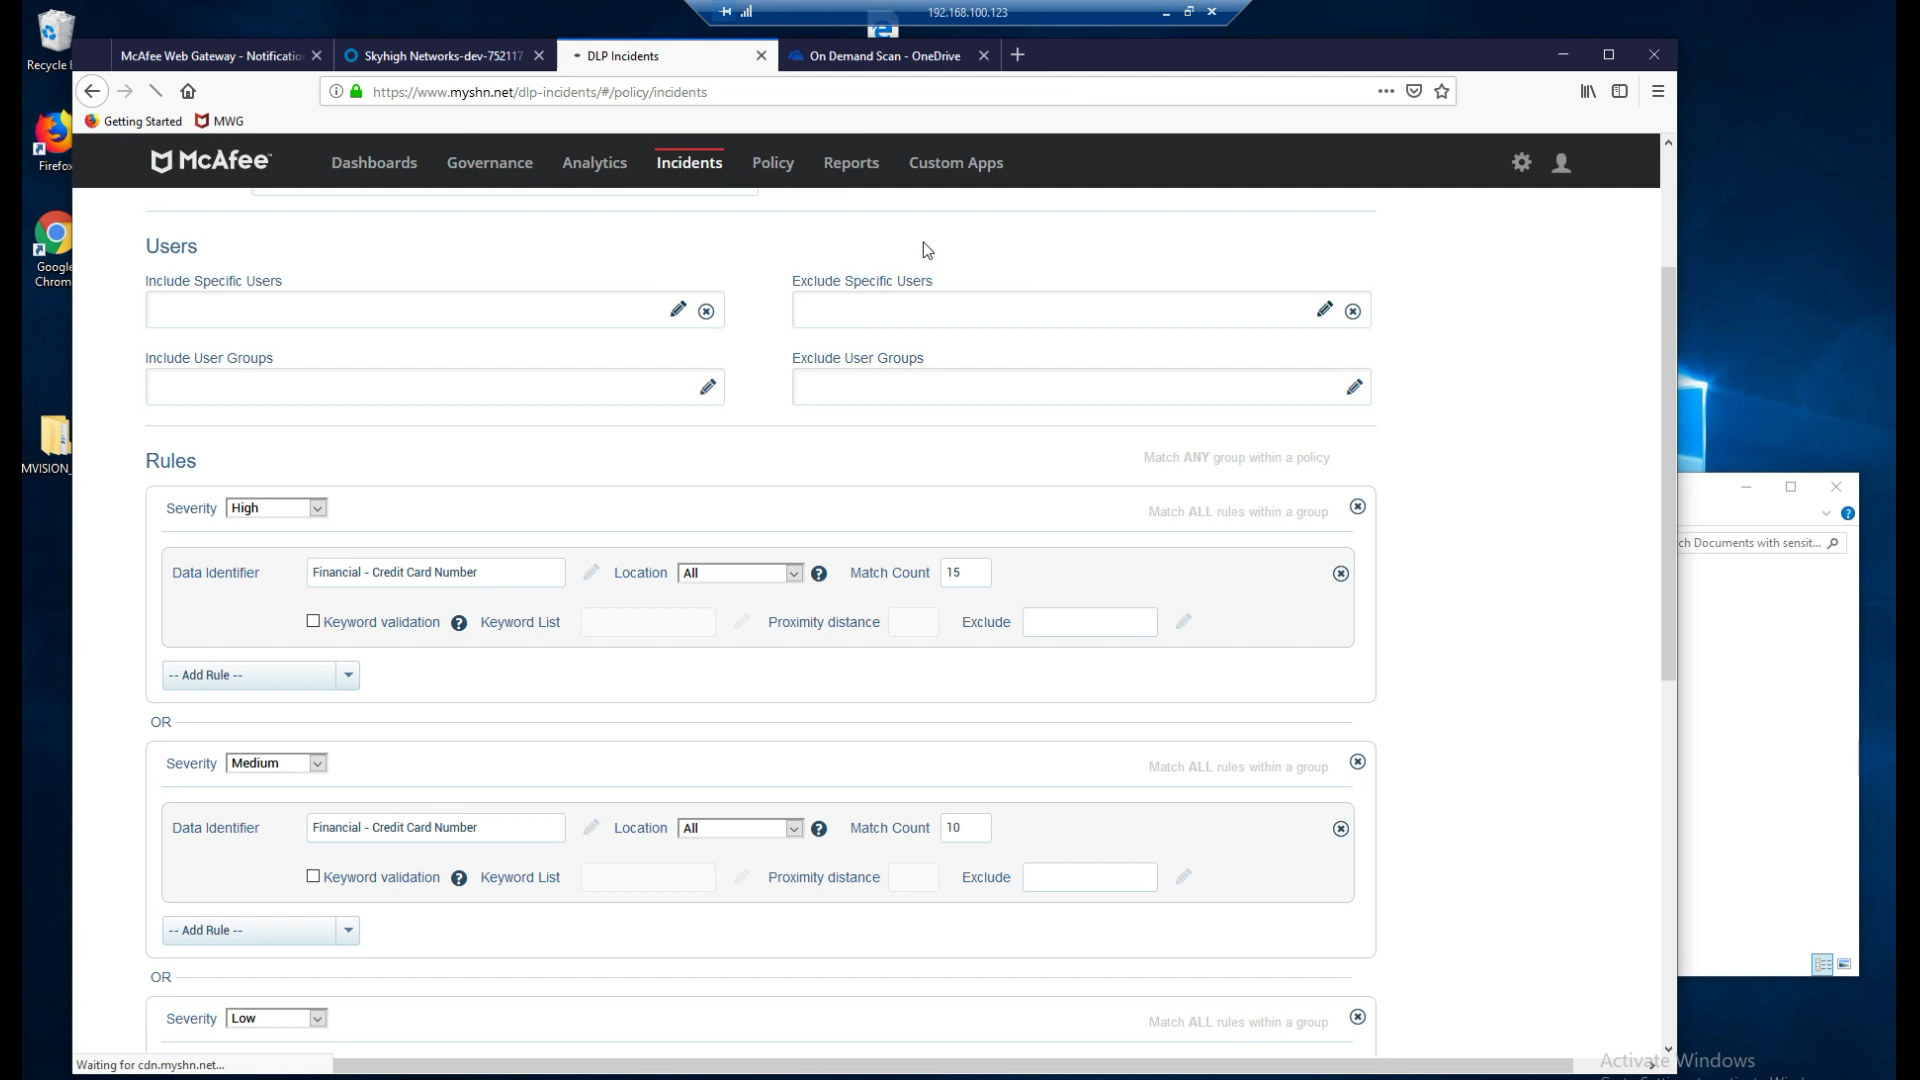 192.168.100.123
Recycle
McAfee Web Gateway - Notificatio
Skyhigh Networks-dev-752117
DLP Incidents
On Demand Scan - OneDrive
https://www.myshn.net/dlp-incidents/#/policy/incidents
Getting Started
MWG
Firefox
McAfee
Dashboards
Governance
Analytics
Incidents
Policy
Reports
Custom Apps
Google
Chrom
MVISION_
Users
Include Specific Users
Exclude Specific Users
Include User Groups
Exclude User Groups
Rules
Match ANY group within a policy
Severity High
Match ALL rules within a group
Data Identifier Financial - Credit Card Number Location All ? Match Count 15
Keyword validation ? Keyword List Proximity distance Exclude
-- Add Rule --
OR
Severity Medium
Match ALL rules within a group
Data Identifier Financial - Credit Card Number Location All ? Match Count 10
Keyword validation ? Keyword List Proximity distance Exclude
-- Add Rule --
OR
Severity Low
Match ALL rules within a group
Waiting for cdn.myshn.net...
ch Documents with sensit...
Activate Windows